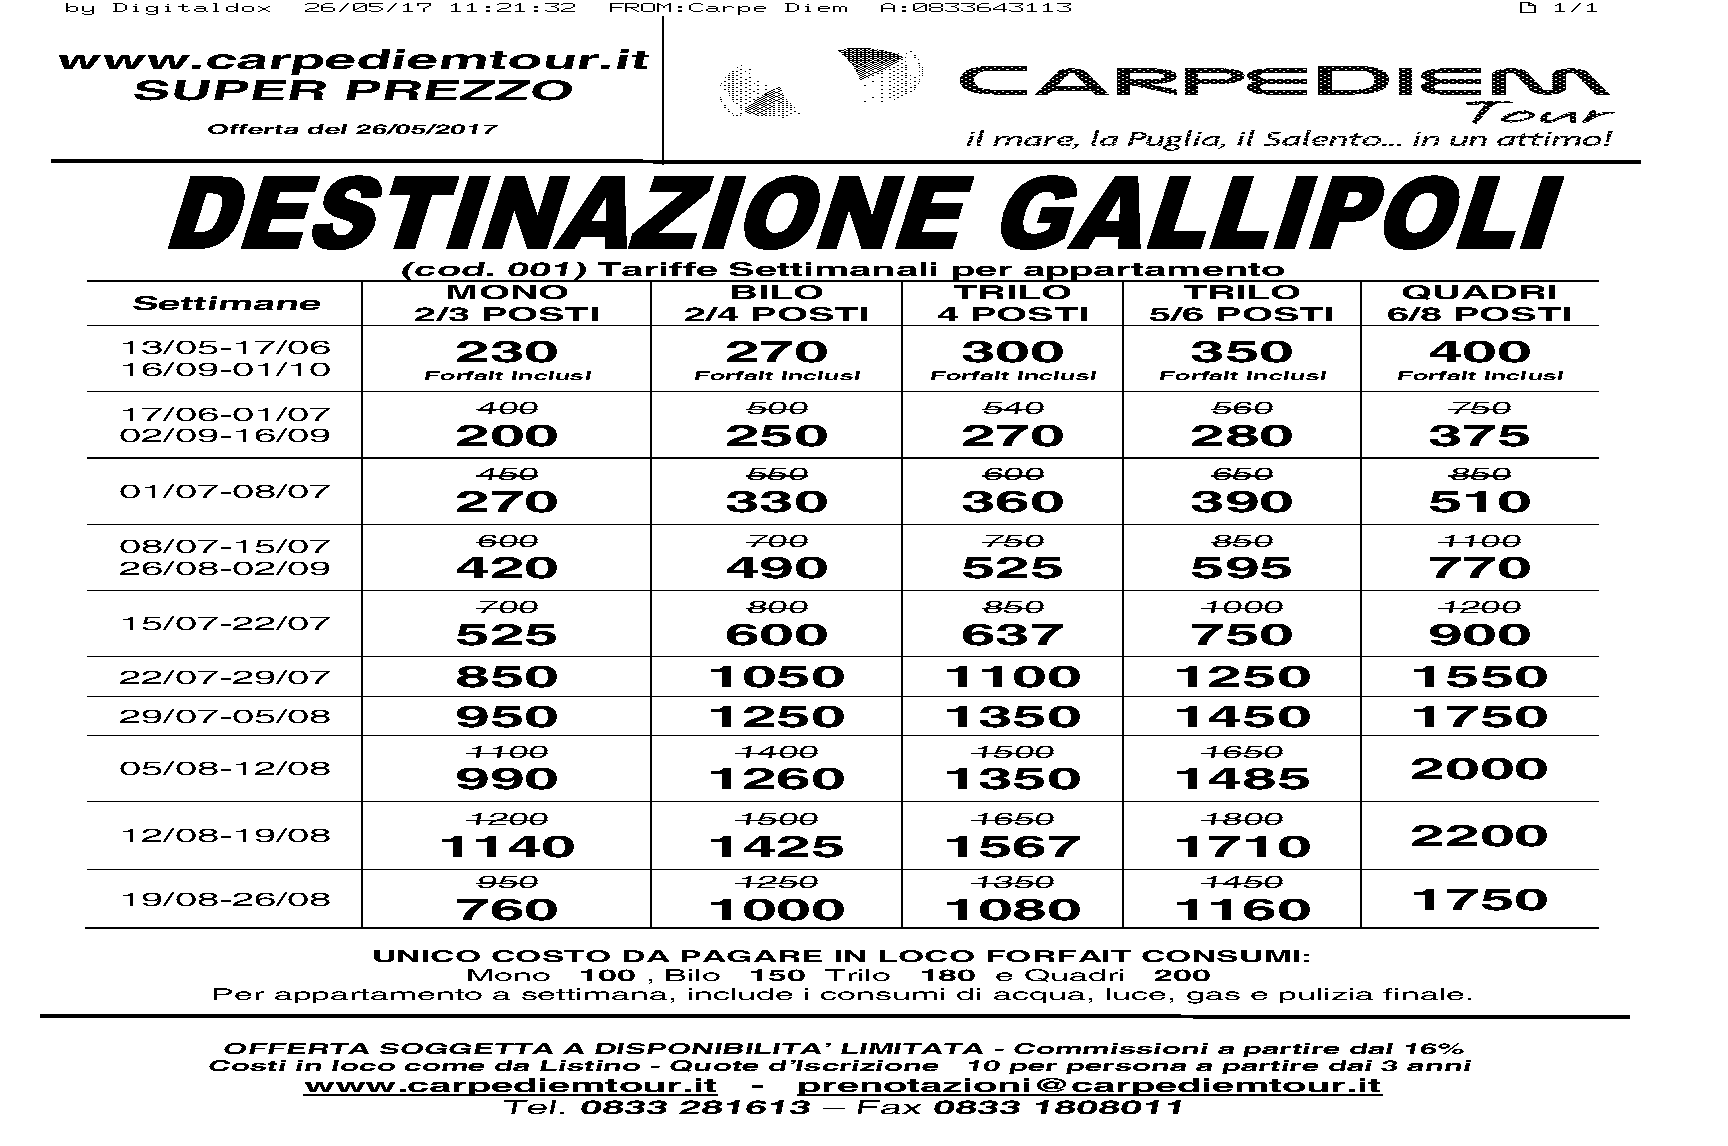 by Digitaldox 26/05/17 11:21:32 FROM:Carpe Diem A:0833643113 1/1
www.carpediemtour.it
SUPER PREZZO
Offerta del 26/05/2017
CARPEDIEM
Tour
il mare, la Puglia, il Salento... in un attimo!
DESTINAZIONE GALLIPOLI
(cod. 001) Tariffe Settimanali per appartamento
Settimane MONO BILO TRILO TRILO QUADRI
2/3 POSTI 2/4 POSTI 4 POSTI 5/6 POSTI 6/8 POSTI
13/05-17/06 230 270 300 350 400
16/09-01/10 Forfait Inclusi Forfait Inclusi Forfait Inclusi Forfait Inclusi Forfait Inclusi
17/06-01/07 400 500 540 560 750
02/09-16/09 200 250 270 280 375
450 550 600 650 850
01/07-08/07 270 330 360 390 510
08/07-15/07 600 700 750 850 1100
26/08-02/09 420 490 525 595 770
700 800 850 1000 1200
15/07-22/07 525 600 637 750 900
22/07-29/07 850 1050 1100 1250 1550
29/07-05/08 950 1250 1350 1450 1750
1100 1400 1500 1650
05/08-12/08 990 1260 1350 1485 2000
1200 1500 1650 1800
12/08-19/08 1140 1425 1567 1710 2200
950 1250 1350 1450
19/08-26/08 760 1000 1080 1160 1750
UNICO COSTO DA PAGARE IN LOCO FORFAIT CONSUMI:
Mono 100 , Bilo 150 Trilo 180 e Quadri 200
Per appartamento a settimana, include i consumi di acqua, luce, gas e pulizia finale.
OFFERTA SOGGETTA A DISPONIBILITA' LIMITATA - Commissioni a partire dal 16%
Costi in loco come da Listino - Quote d'Iscrizione 10 per persona a partire dai 3 anni
www.carpediemtour.it - prenotazioni@carpediemtour.it
Tel. 0833 281613 – Fax 0833 1808011